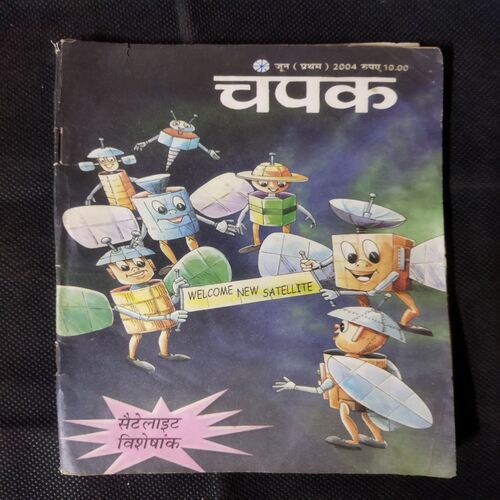 जून ( प्रथम ) 2004 रुपए 10.00
चंपक
WELCOME NEW SATELLITE
सैटेलाइट
विशेषांक